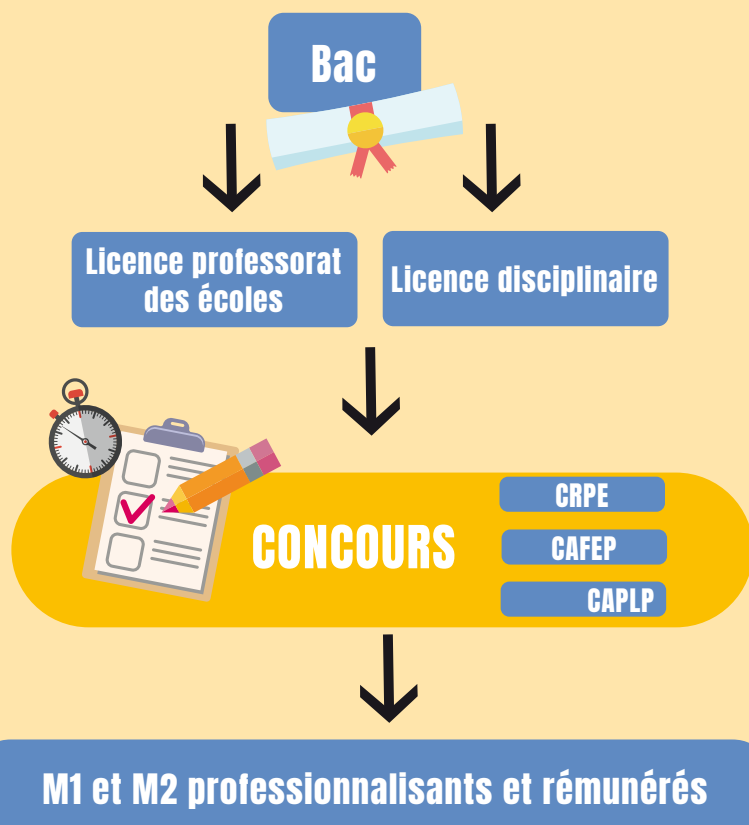 Bac
Licence professorat
des écoles
Licence disciplinaire
CONCOURS
CRPE
CAFEP
CAPLP
M1 et M2 professionnalisants et rémunérés